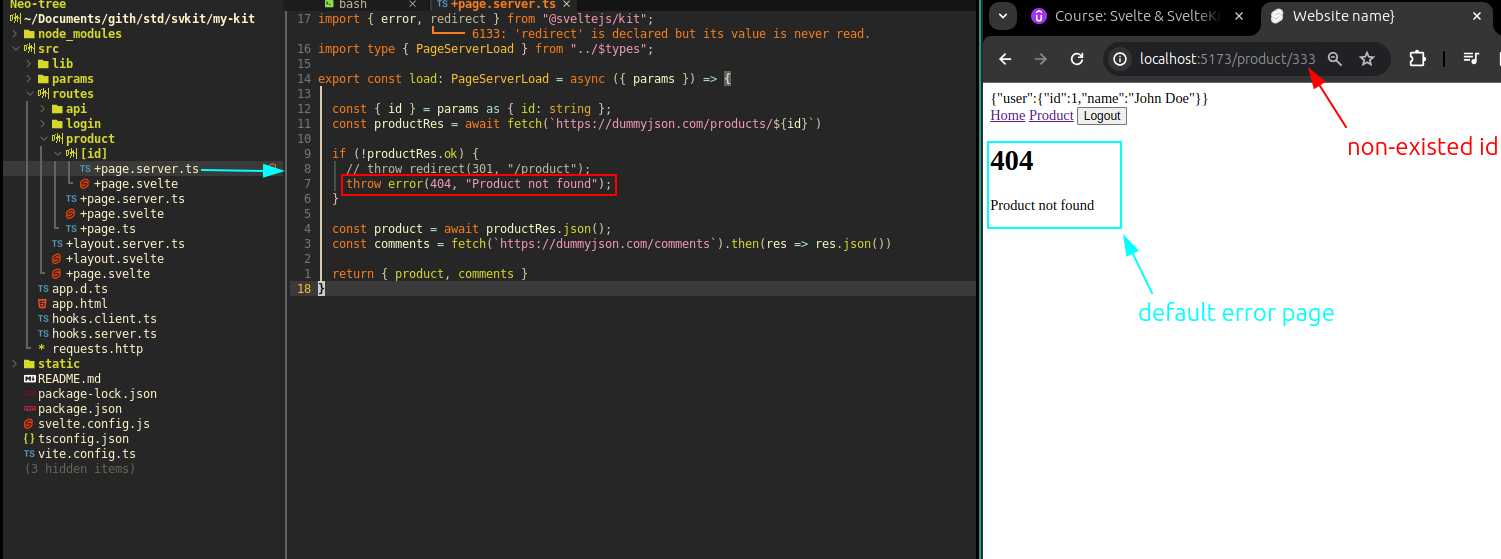 Neo-tree
~/Documents/gith/std/svkit/my-kit
node_modules
src
lib
params
routes
api
login
product
[id]
TS +page.server.ts
+page.svelte
TS +page.server.ts
+page.svelte
TS +page.ts
TS +layout.server.ts
+layout.svelte
+page.svelte
TS app.d.ts
app.html
TS hooks.client.ts
TS hooks.server.ts
* requests.http
static
README.md
package-lock.json
package.json
svelte.config.js
{} tsconfig.json
TS vite.config.ts
(3 hidden items)
bash × TS +page.server.ts ×
17 import { error, redirect } from "@sveltejs/kit";
6133: 'redirect' is declared but its value is never read.
16 import type { PageServerLoad } from "../$types";
15
14 export const load: PageServerLoad = async ({ params }) => {
13
12 const { id } = params as { id: string };
11 const productRes = await fetch(`https://dummyjson.com/products/${id}`)
10
9 if (!productRes.ok) {
8 // throw redirect(301, "/product");
7 throw error(404, "Product not found");
6 }
5
4 const product = await productRes.json();
3 const comments = fetch(`https://dummyjson.com/comments`).then(res => res.json())
2
1 return { product, comments }
18 }
Course: Svelte & SvelteKi × Website name} ×
localhost:5173/product/333
{"user":{"id":1,"name":"John Doe"}}
Home Product Logout
non-existed id
404
Product not found
default error page